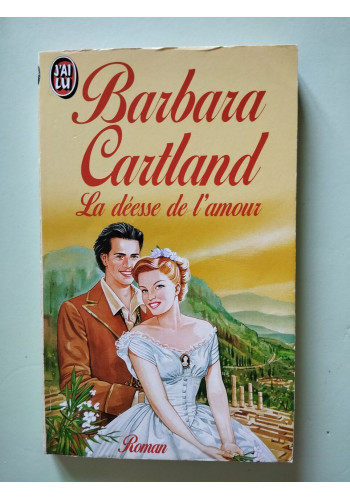 J'AI
LU
Barbara
Cartland
La déesse de l'amour
Roman